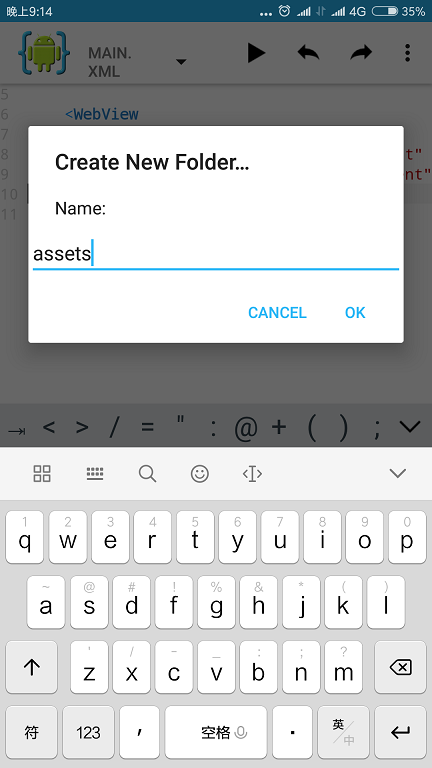 晚上9:14 ... 4G 35%
MAIN.
XML
5
6 <WebView
7
8 t"
9 ent"
10
11
Create New Folder...
Name:
assets
CANCEL OK
< > / = " : @ + ( ) ;
1 2 3 4 5 6 7 8 9 0
q w e r t y u i o p
~ @ # ! % & * ( )
a s d f g h j k l
' / - _ : ; ?
z x c v b n m
符 123 , 空格 . 英/中